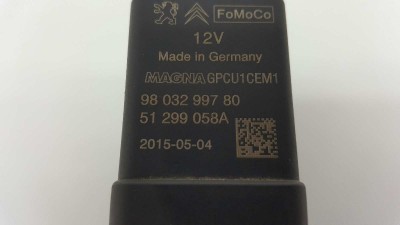 FoMoCo
12V
Made in Germany
MAGNA GPCU1CEM1
98 032 997 80
51 299 058A
2015-05-04